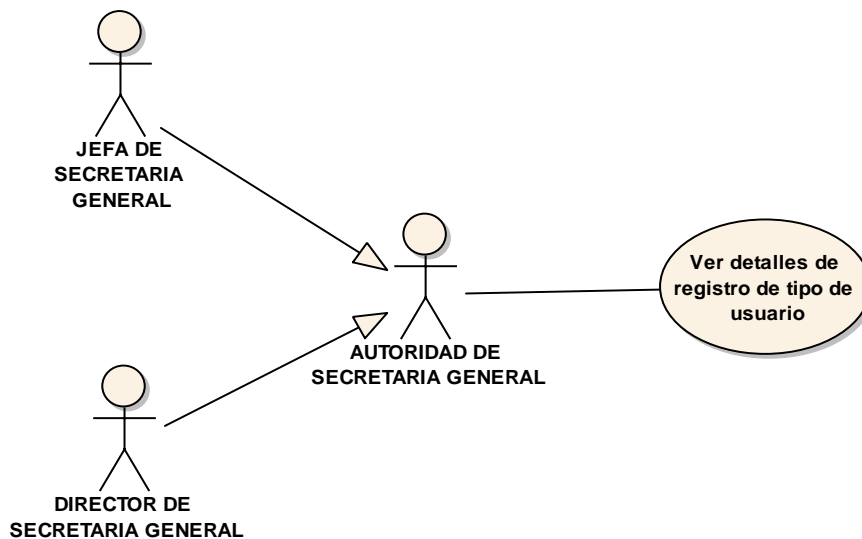 JEFA DE
SECRETARIA
GENERAL
AUTORIDAD DE
SECRETARIA GENERAL
Ver detalles de
registro de tipo de
usuario
DIRECTOR DE
SECRETARIA GENERAL